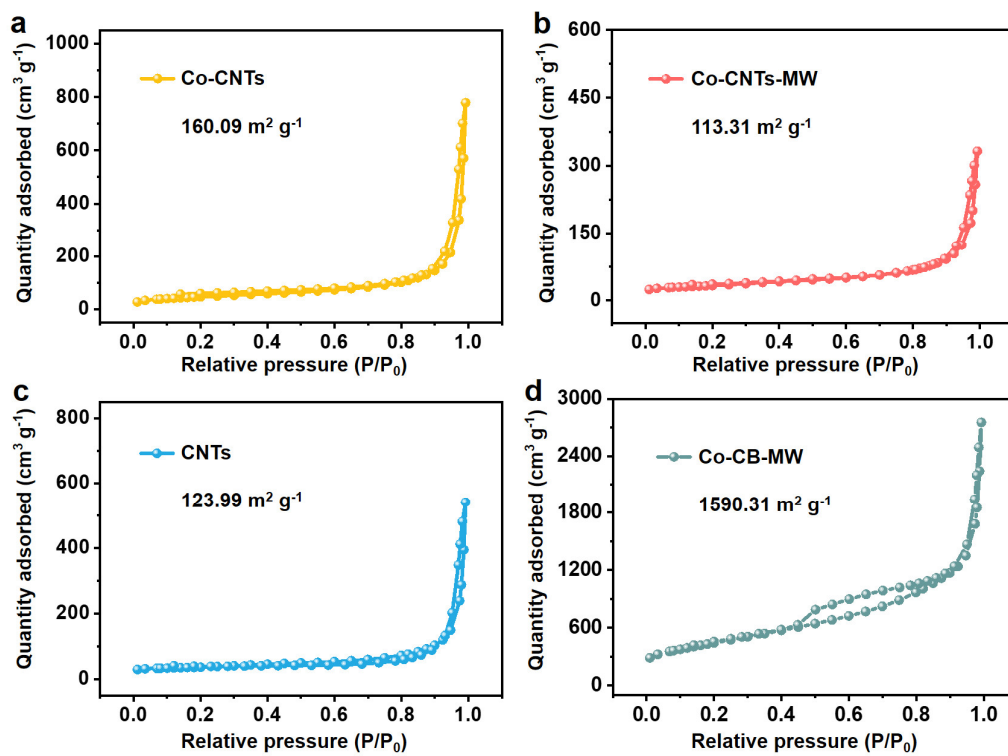 a
Quantity adsorbed (cm³ g⁻¹)
1000
800
600
400
200
0
Co-CNTs
160.09 m² g⁻¹
0.0 0.2 0.4 0.6 0.8 1.0
Relative pressure (P/P₀)
b
Quantity adsorbed (cm³ g⁻¹)
600
450
300
150
0
Co-CNTs-MW
113.31 m² g⁻¹
0.0 0.2 0.4 0.6 0.8 1.0
Relative pressure (P/P₀)
c
Quantity adsorbed (cm³ g⁻¹)
800
600
400
200
0
CNTs
123.99 m² g⁻¹
0.0 0.2 0.4 0.6 0.8 1.0
Relative pressure (P/P₀)
d
Quantity adsorbed (cm³ g⁻¹)
3000
2400
1800
1200
600
0
Co-CB-MW
1590.31 m² g⁻¹
0.0 0.2 0.4 0.6 0.8 1.0
Relative pressure (P/P₀)